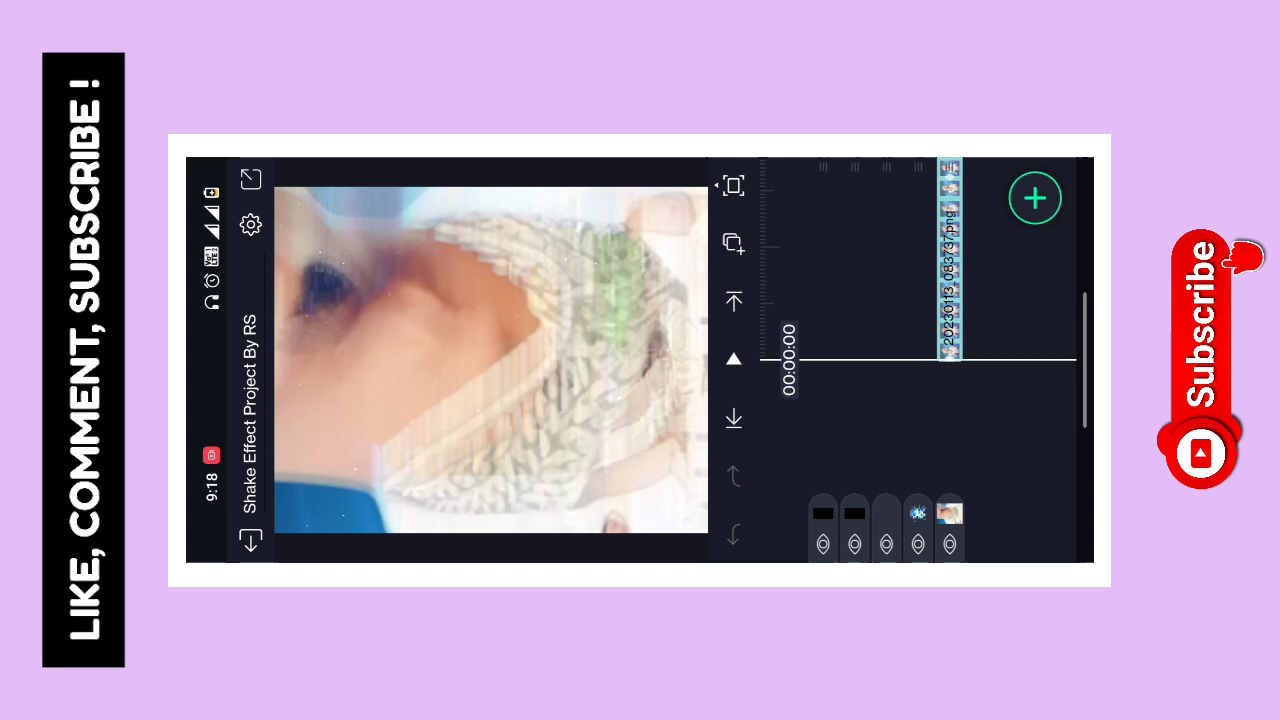 LIKE, COMMENT, SUBSCRIBE !
9:18
Shake Effect Project By RS
00:00:00
20230113_083737.png
Subscribe